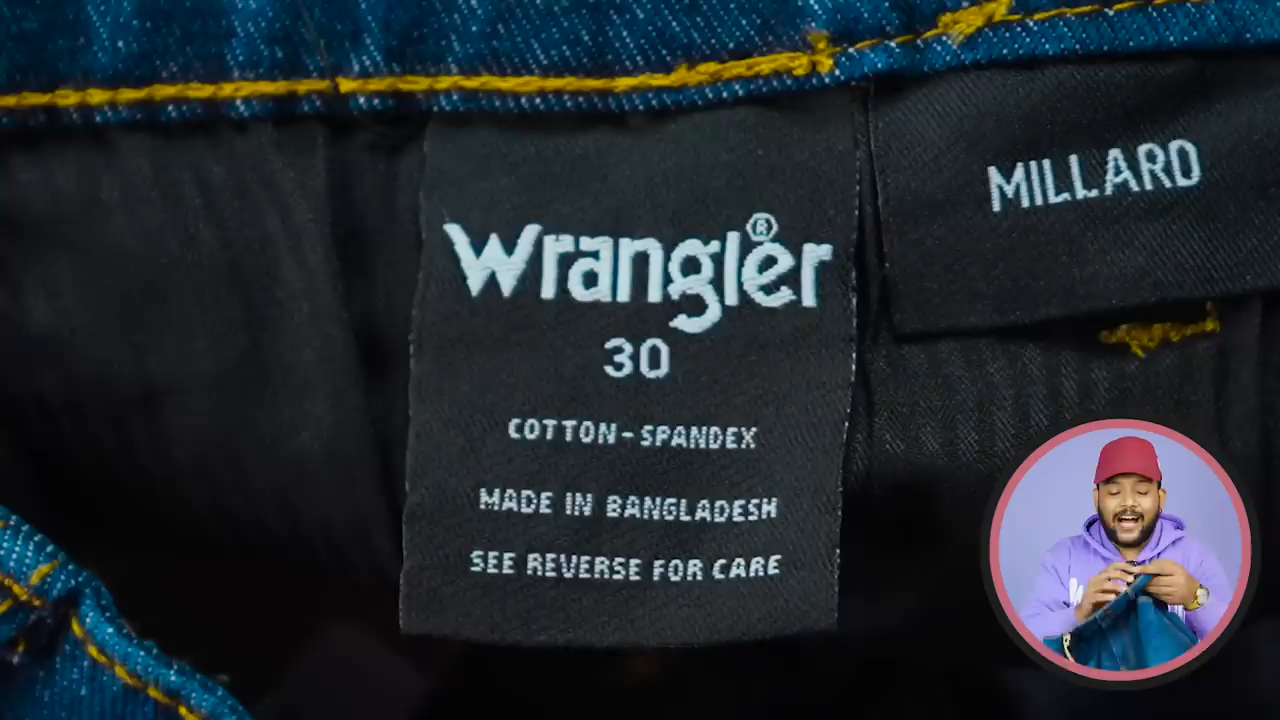 Wrangler®
30
COTTON-SPANDEX
MADE IN BANGLADESH
SEE REVERSE FOR CARE
MILLARD